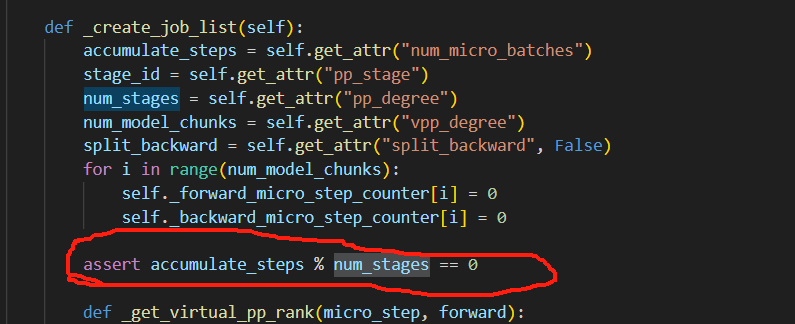 def _create_job_list(self):
accumulate_steps = self.get_attr("num_micro_batches")
stage_id = self.get_attr("pp_stage")
num_stages = self.get_attr("pp_degree")
num_model_chunks = self.get_attr("vpp_degree")
split_backward = self.get_attr("split_backward", False)
for i in range(num_model_chunks):
self._forward_micro_step_counter[i] = 0
self._backward_micro_step_counter[i] = 0
assert accumulate_steps % num_stages == 0
def _get_virtual_pp_rank(micro_step, forward):